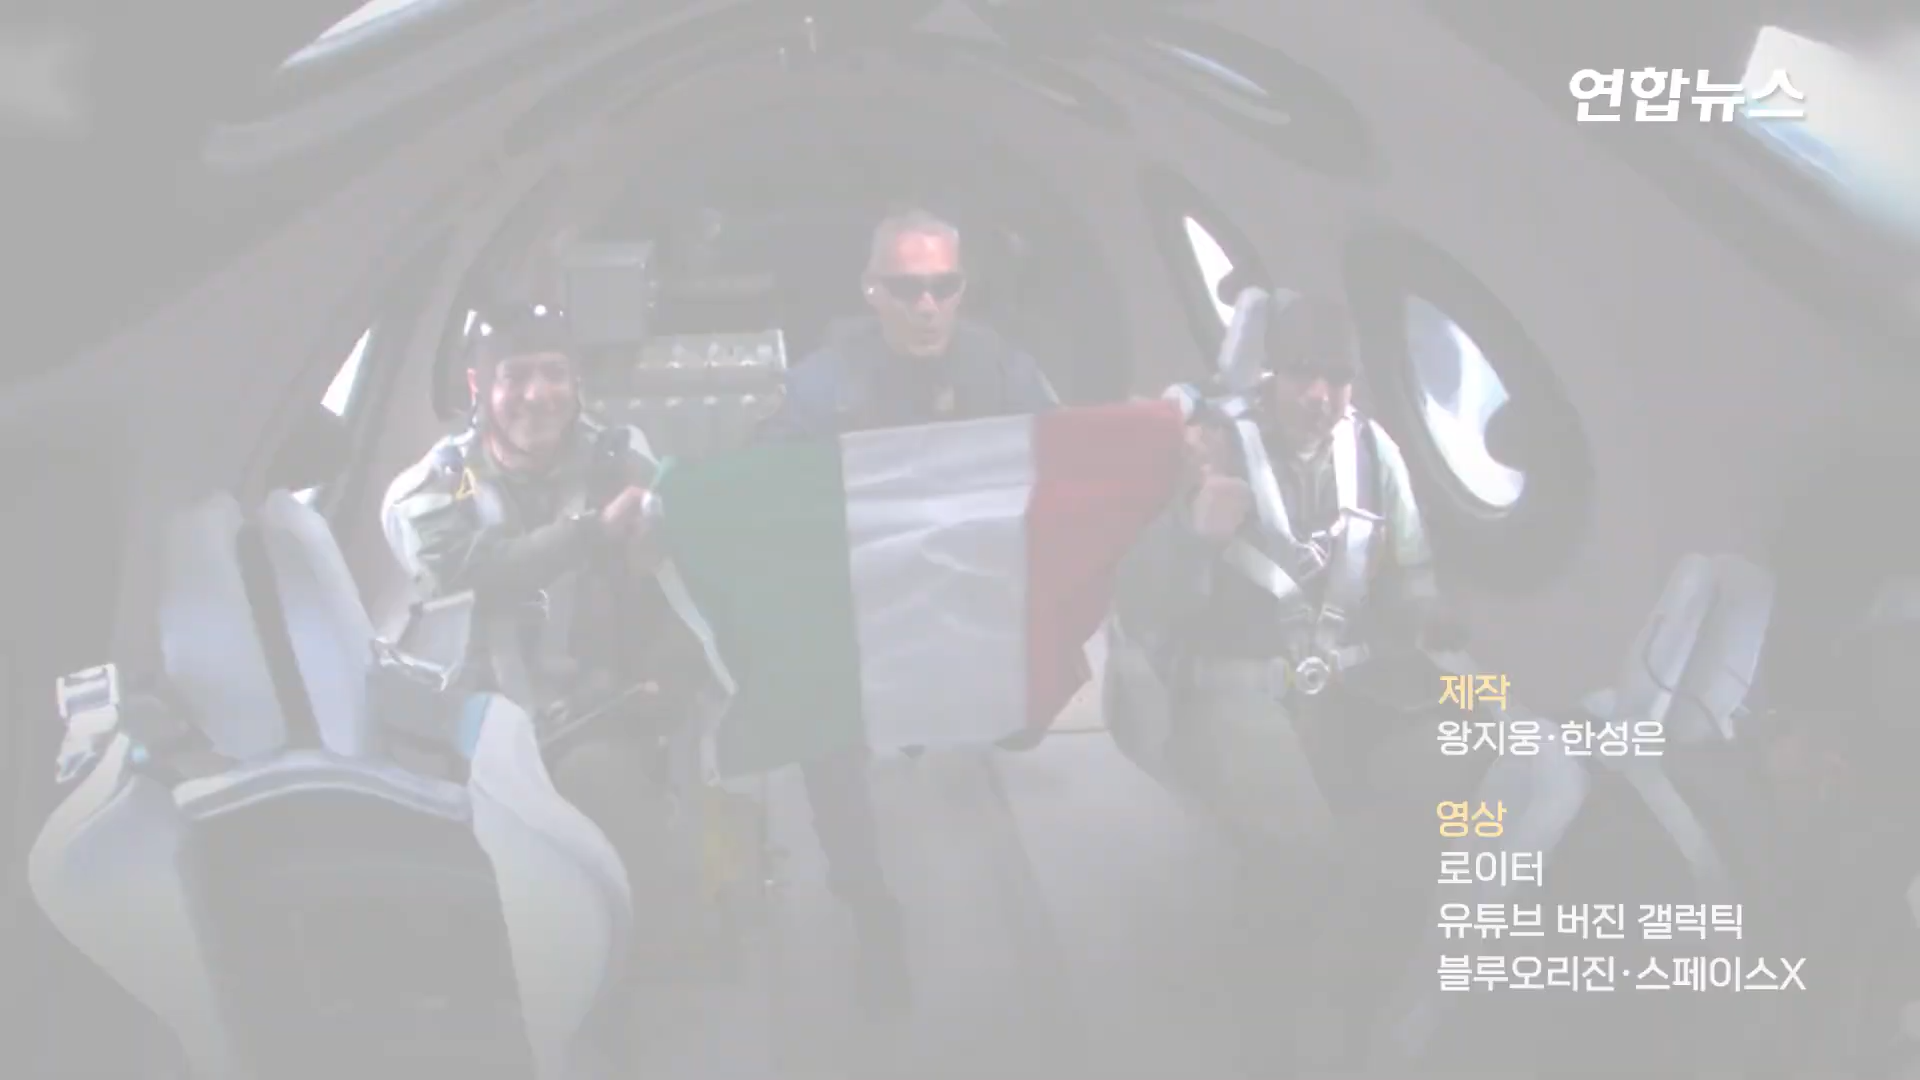 연합뉴스
제작
왕지웅·한성은
영상
로이터
유튜브 버진 갤럭틱
블루오리진·스페이스X